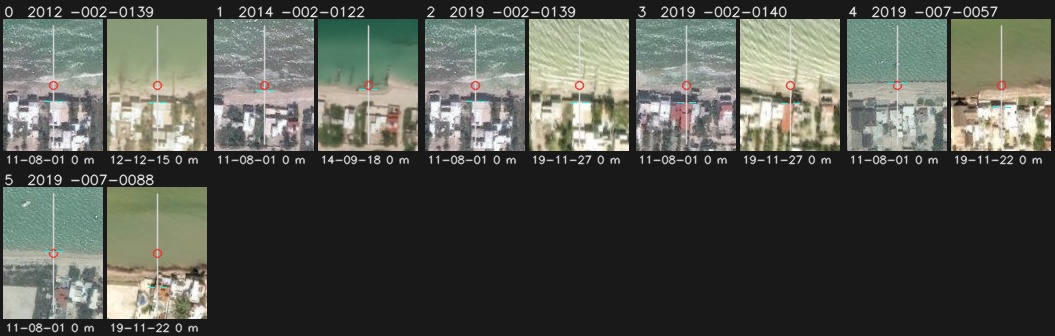 0 2012 -002-0139
1 2014 -002-0122
2 2019 -002-0139
3 2019 -002-0140
4 2019 -007-0057
11-08-01 0 m
12-12-15 0 m
11-08-01 0 m
14-09-18 0 m
11-08-01 0 m
19-11-27 0 m
11-08-01 0 m
19-11-27 0 m
11-08-01 0 m
19-11-22 0 m
5 2019 -007-0088
11-08-01 0 m
19-11-22 0 m